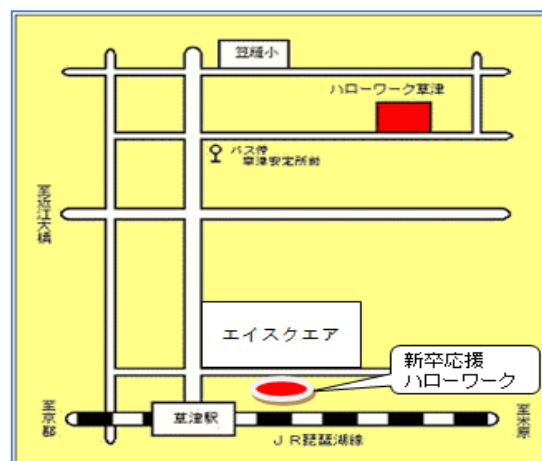 笠縫小
ハローワーク草津
バス停
草津安定所前
至近江大橋
エイスクエア
新卒応援
ハローワーク
至京都
草津駅
至米原
ＪＲ琵琶湖線